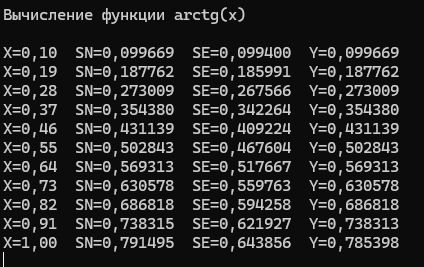 Вычисление функции arctg(x)
X=0,10 SN=0,099669 SE=0,099400 Y=0,099669
X=0,19 SN=0,187762 SE=0,185991 Y=0,187762
X=0,28 SN=0,273009 SE=0,267566 Y=0,273009
X=0,37 SN=0,354380 SE=0,342264 Y=0,354380
X=0,46 SN=0,431139 SE=0,409224 Y=0,431139
X=0,55 SN=0,502843 SE=0,467604 Y=0,502843
X=0,64 SN=0,569313 SE=0,517667 Y=0,569313
X=0,73 SN=0,630578 SE=0,559763 Y=0,630578
X=0,82 SN=0,686818 SE=0,594258 Y=0,686818
X=0,91 SN=0,738315 SE=0,621927 Y=0,738313
X=1,00 SN=0,791495 SE=0,643856 Y=0,785398